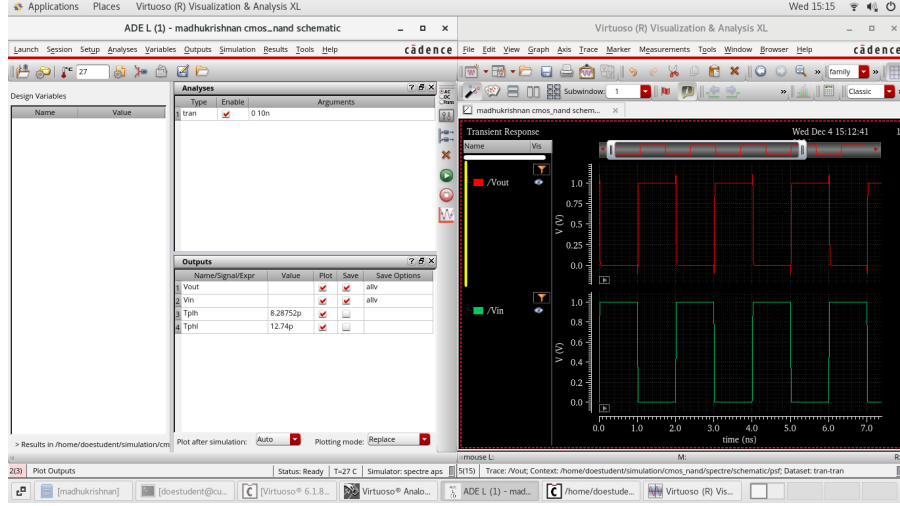 Applications Places Virtuoso (R) Visualization & Analysis XL Wed 15:15
ADE L (1) - madhukrishnan cmos_nand schematic
Launch Session Setup Analyses Variables Outputs Simulation Results Tools Help cādence
27
Design Variables
Name Value
> Results in /home/doestudent/simulation/cm
Analyses
Type Enable Arguments
1 tran 0 10n
Outputs
Name/Signal/Expr Value Plot Save Save Options
1 Vout allv
2 Vin allv
3 Tplh 8.28752p
4 Tphl 12.74p
Plot after simulation: Auto Plotting mode: Replace
2(3) Plot Outputs Status: Ready T=27 C Simulator: spectre aps
Virtuoso (R) Visualization & Analysis XL
File Edit View Graph Axis Trace Marker Measurements Tools Window Browser Help cādence
family
Subwindow: 1 Classic
madhukrishnan cmos_nand schem...
Transient Response Wed Dec 4 15:12:41
Name Vis
/Vout
V (V)
1.0
0.75
0.25
0.0
/Vin
V (V)
1.0
0.8
0.6
0.4
0.2
0.0
0.0 1.0 2.0 3.0 4.0 5.0 6.0 7.0
time (ns)
mouse L: M: R
5(15) Trace: /Vout; Context: /home/doestudent/simulation/cmos_nand/spectre/schematic/psf; Dataset: tran-tran
[madhukrishnan] [doestudent@cu... [Virtuoso® 6.1.8... Virtuoso® Analo... ADE L (1) - mad... /home/doestude... Virtuoso (R) Vis...